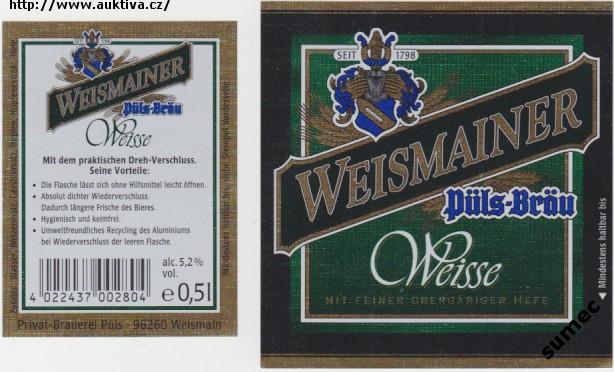 http://www.auktiva.cz/
SEIT 1798
WEISMAINER
Püls-Bräu
Weisse
Mit dem praktischen Dreh-Verschluss.
Seine Vorteile:
• Die Flasche lässt sich ohne Hilfsmittel leicht öffnen.
• Absolut dichter Wiederverschluss.
Dadurch längere Frische des Bieres.
• Hygienisch und keimfrei.
• Umweltfreundliches Recycling des Aluminiums
bei Wiederverschluss der leeren Flasche.
alc. 5,2%
vol.
4 022437 002804
e 0,5l
Privat-Brauerei Püls · 96260 Weismain
SEIT 1798
WEISMAINER
Püls-Bräu
Weisse
MIT FEINER OBERGÄRIGER HEFE
Mindestens haltbar bis
sumec